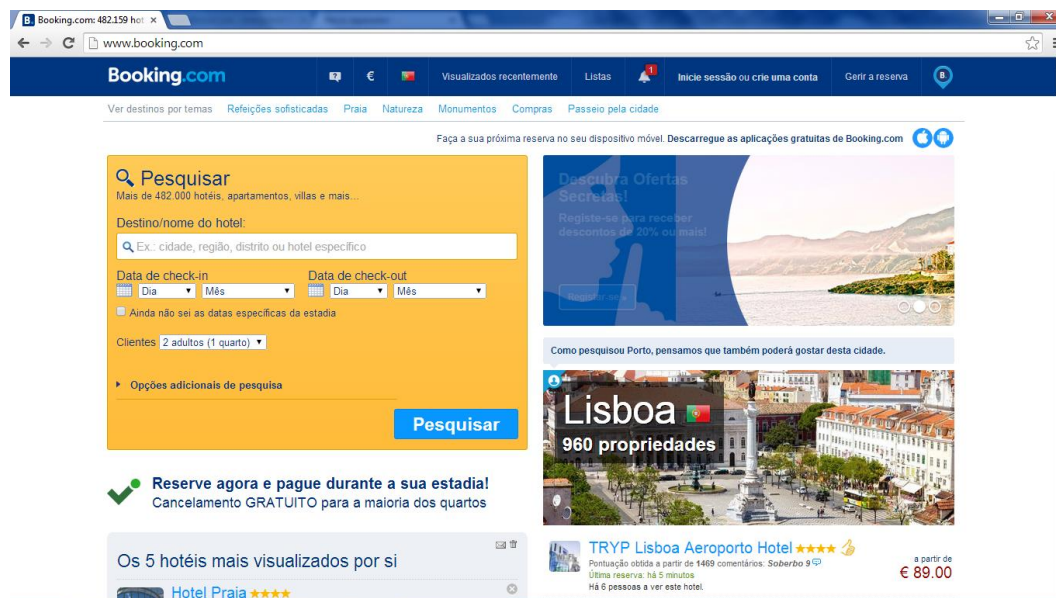 Booking.com: 482.159 hot
www.booking.com
Booking.com
€
Visualizados recentemente
Listas
1
Inicie sessão ou crie uma conta
Gerir a reserva
B.
Ver destinos por temas Refeições sofisticadas Praia Natureza Monumentos Compras Passeio pela cidade
Faça a sua próxima reserva no seu dispositivo móvel. Descarregue as aplicações gratuitas de Booking.com
Pesquisar
Mais de 482.000 hotéis, apartamentos, villas e mais...
Destino/nome do hotel:
Ex.: cidade, região, distrito ou hotel específico
Data de check-in Data de check-out
Dia Mês Dia Mês
Ainda não sei as datas específicas da estadia
Clientes 2 adultos (1 quarto)
Opções adicionais de pesquisa
Pesquisar
Reserve agora e pague durante a sua estadia!
Cancelamento GRATUITO para a maioria dos quartos
Os 5 hotéis mais visualizados por si
Hotel Praia
Descubra Ofertas
Secretas!
Registe-se para receber
descontos de 20% ou mais!
Registar-se
Como pesquisou Porto, pensamos que também poderá gostar desta cidade.
Lisboa
960 propriedades
TRYP Lisboa Aeroporto Hotel
Pontuação obtida a partir de 1469 comentários: Soberbo 9
Última reserva: há 5 minutos
Há 6 pessoas a ver este hotel.
a partir de
€ 89.00